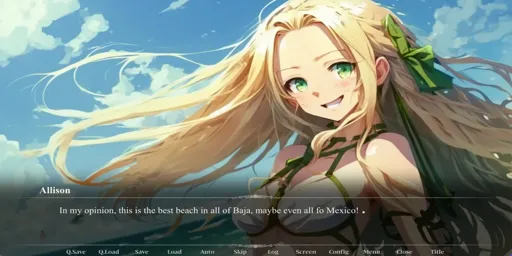 Allison
In my opinion, this is the best beach in all of Baja, maybe even all fo Mexico!
Q.Save Q.Load Save Load Auto Skip Log Screen Config Menu Close Title